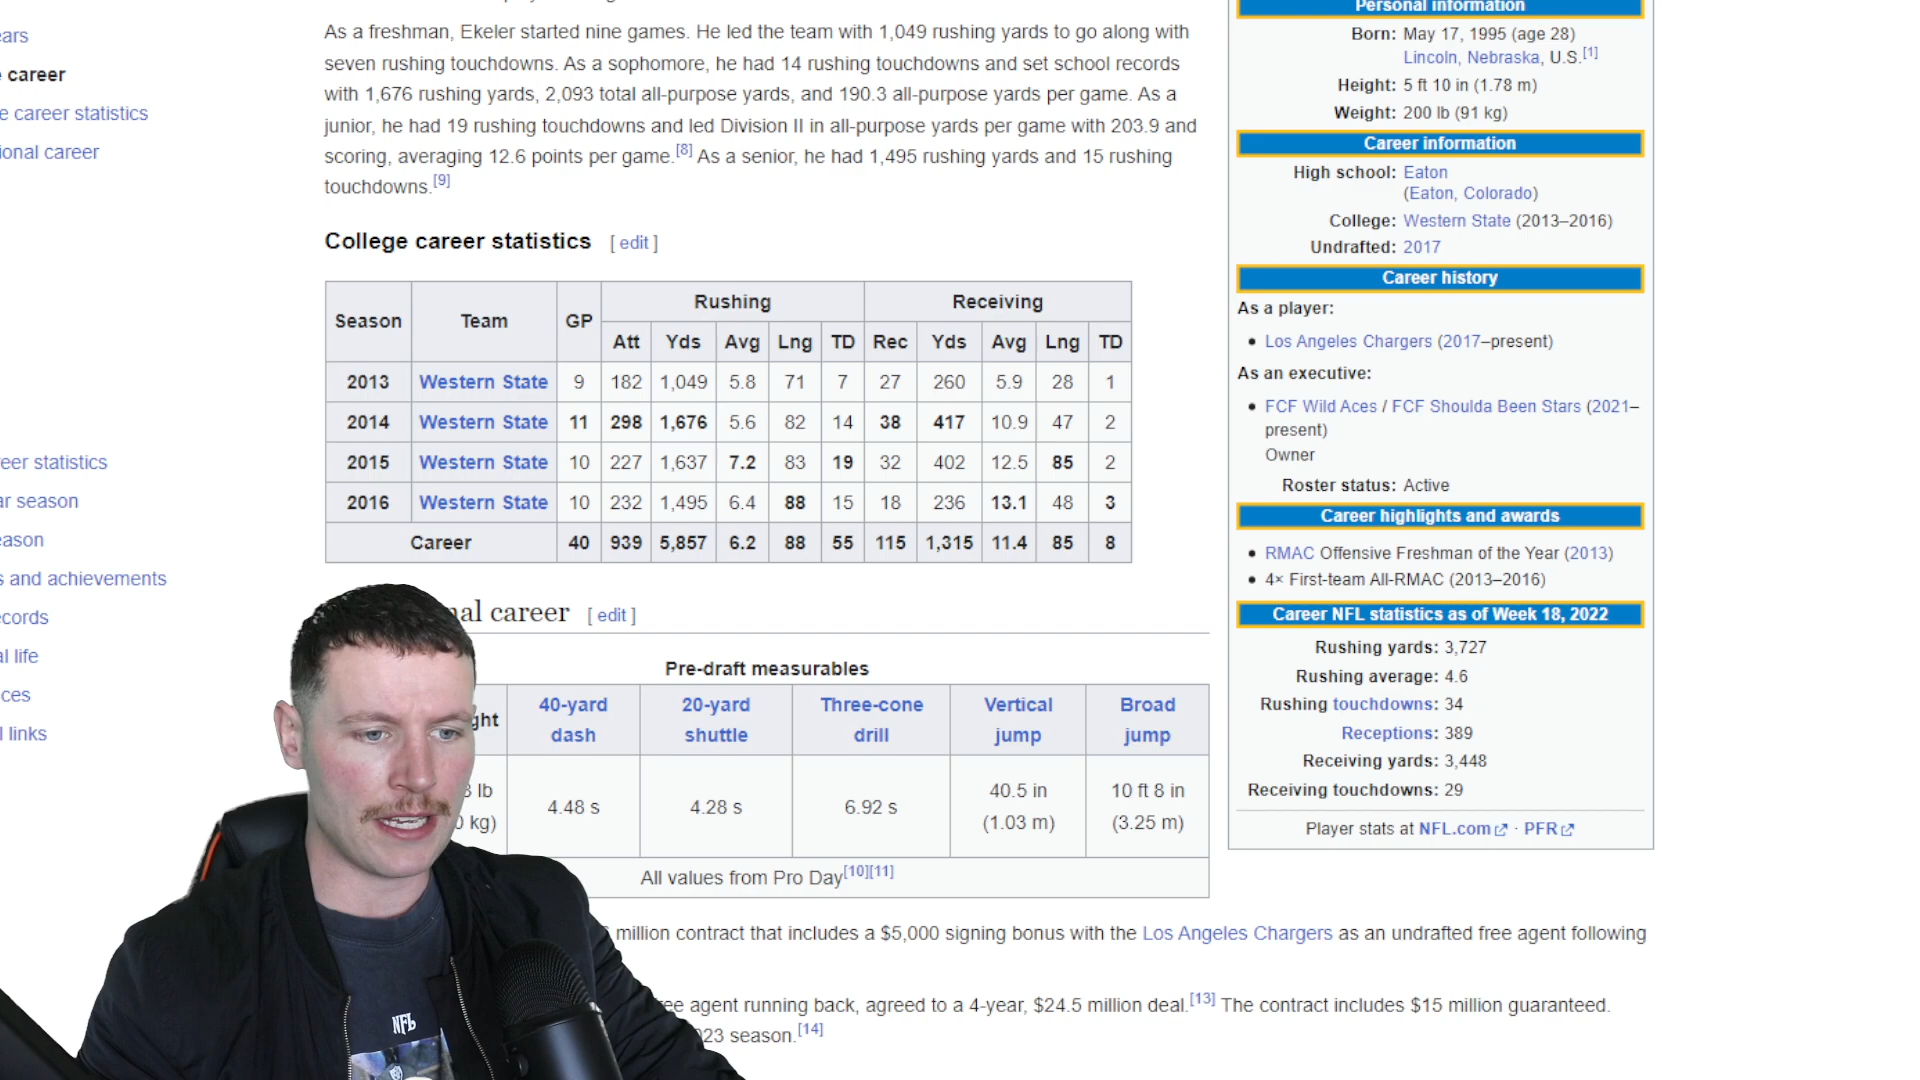 ears
career
e career statistics
ional career
eer statistics
ar season
eason
s and achievements
ecords
al life
ces
l links
As a freshman, Ekeler started nine games. He led the team with 1,049 rushing yards to go along with
seven rushing touchdowns. As a sophomore, he had 14 rushing touchdowns and set school records
with 1,676 rushing yards, 2,093 total all-purpose yards, and 190.3 all-purpose yards per game. As a
junior, he had 19 rushing touchdowns and led Division II in all-purpose yards per game with 203.9 and
scoring, averaging 12.6 points per game.[8] As a senior, he had 1,495 rushing yards and 15 rushing
touchdowns.[9]
College career statistics [ edit ]
Season Team GP Rushing Receiving
Att Yds Avg Lng TD Rec Yds Avg Lng TD
2013 Western State 9 182 1,049 5.8 71 7 27 260 5.9 28 1
2014 Western State 11 298 1,676 5.6 82 14 38 417 10.9 47 2
2015 Western State 10 227 1,637 7.2 83 19 32 402 12.5 85 2
2016 Western State 10 232 1,495 6.4 88 15 18 236 13.1 48 3
Career 40 939 5,857 6.2 88 55 115 1,315 11.4 85 8
nal career [ edit ]
Pre-draft measurables
ght 40-yard dash 20-yard shuttle Three-cone drill Vertical jump Broad jump
lb 4.48 s 4.28 s 6.92 s 40.5 in 10 ft 8 in
kg) (1.03 m) (3.25 m)
All values from Pro Day[10][11]
million contract that includes a $5,000 signing bonus with the Los Angeles Chargers as an undrafted free agent following
ee agent running back, agreed to a 4-year, $24.5 million deal.[13] The contract includes $15 million guaranteed.
23 season.[14]
NFL
Personal information
Born: May 17, 1995 (age 28)
Lincoln, Nebraska, U.S.[1]
Height: 5 ft 10 in (1.78 m)
Weight: 200 lb (91 kg)
Career information
High school: Eaton
(Eaton, Colorado)
College: Western State (2013–2016)
Undrafted: 2017
Career history
As a player:
• Los Angeles Chargers (2017–present)
As an executive:
• FCF Wild Aces / FCF Shoulda Been Stars (2021–
present)
Owner
Roster status: Active
Career highlights and awards
• RMAC Offensive Freshman of the Year (2013)
• 4× First-team All-RMAC (2013–2016)
Career NFL statistics as of Week 18, 2022
Rushing yards: 3,727
Rushing average: 4.6
Rushing touchdowns: 34
Receptions: 389
Receiving yards: 3,448
Receiving touchdowns: 29
Player stats at NFL.com · PFR